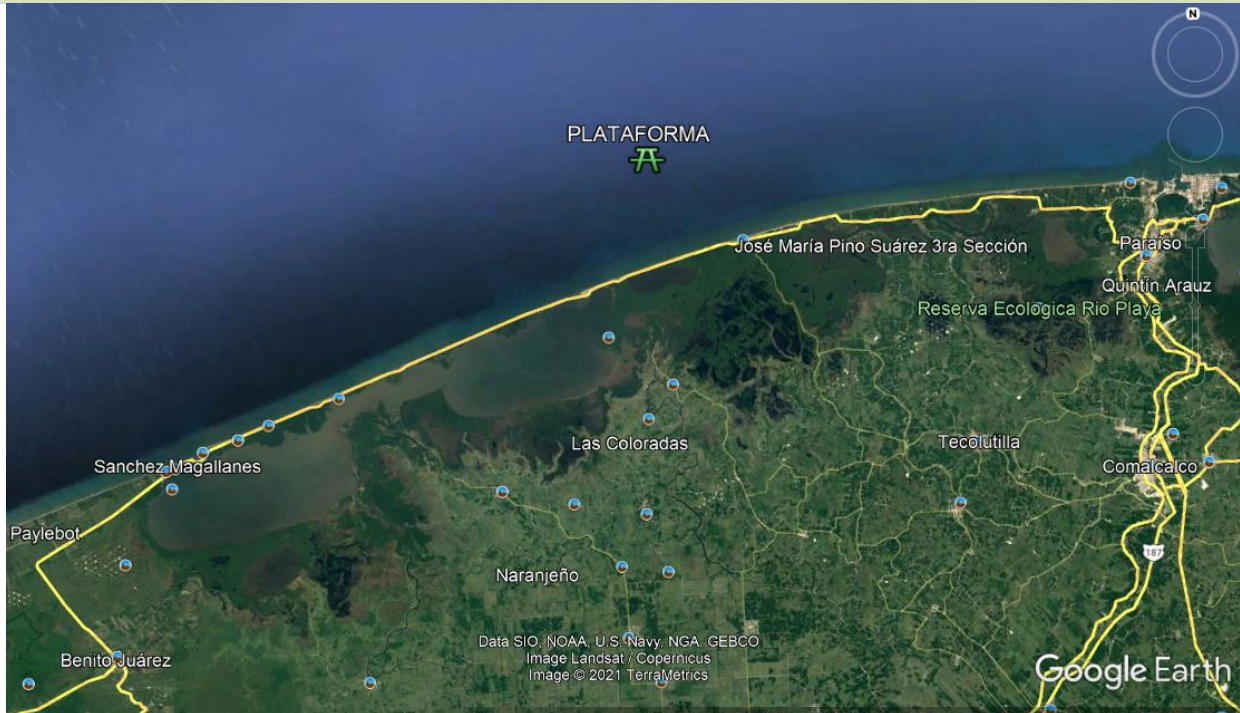 N
PLATAFORMA
José María Pino Suárez 3ra Sección
Paraíso
Quintín Arauz
Reserva Ecologica Rio Playa
Las Coloradas
Tecolutilla
Comalcalco
Sanchez Magallanes
Paylebot
187
Naranjeño
Benito Juárez
Data SIO, NOAA, U.S. Navy, NGA, GEBCO
Image Landsat / Copernicus
Image © 2021 TerraMetrics
Google Earth